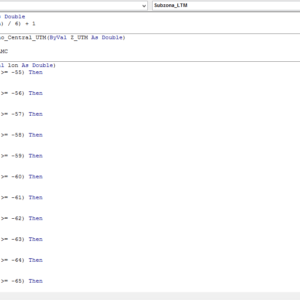 Subzona_LTM
Double
) / 6) + 1
_Central_UTM(ByVal Z_UTM As Double)
MC
l lon As Double)
>= -55) Then
>= -56) Then
>= -57) Then
>= -58) Then
>= -59) Then
>= -60) Then
>= -61) Then
>= -62) Then
>= -63) Then
>= -64) Then
>= -65) Then